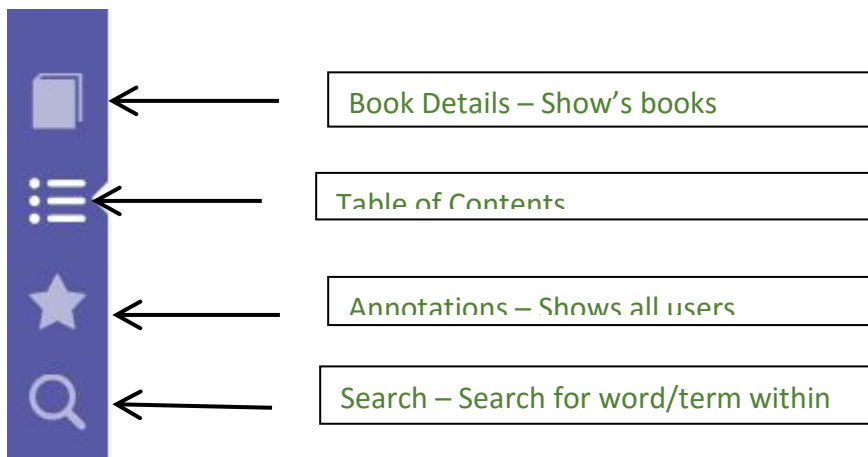 Book Details – Show's books
Table of Contents
Annotations – Shows all users
Search – Search for word/term within